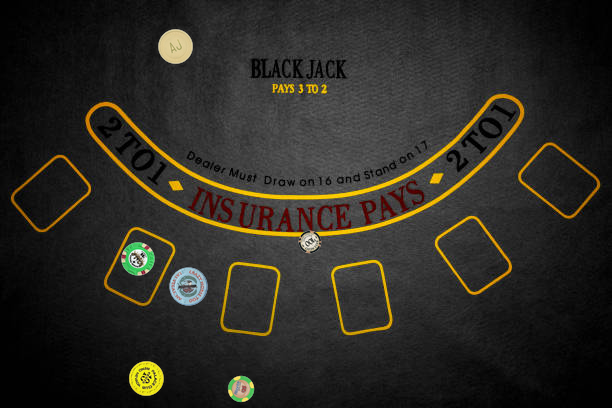 AJ
BLACK JACK
PAYS 3 TO 2
Dealer Must Draw on 16 and Stand on 17
2 TO 1 INSURANCE PAYS 2 TO 1